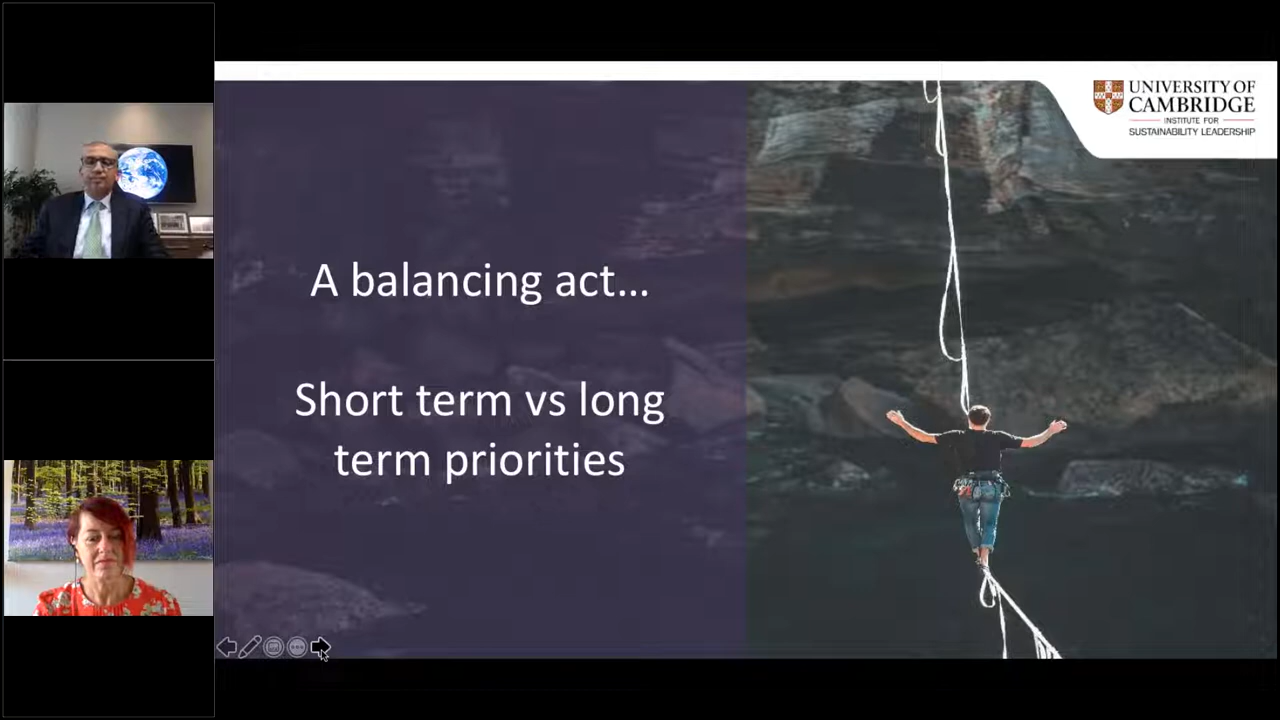 UNIVERSITY OF
CAMBRIDGE
INSTITUTE FOR
SUSTAINABILITY LEADERSHIP
A balancing act...
Short term vs long
term priorities